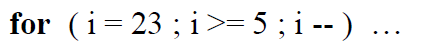 for ( i = 23 ; i >= 5 ; i -- ) …